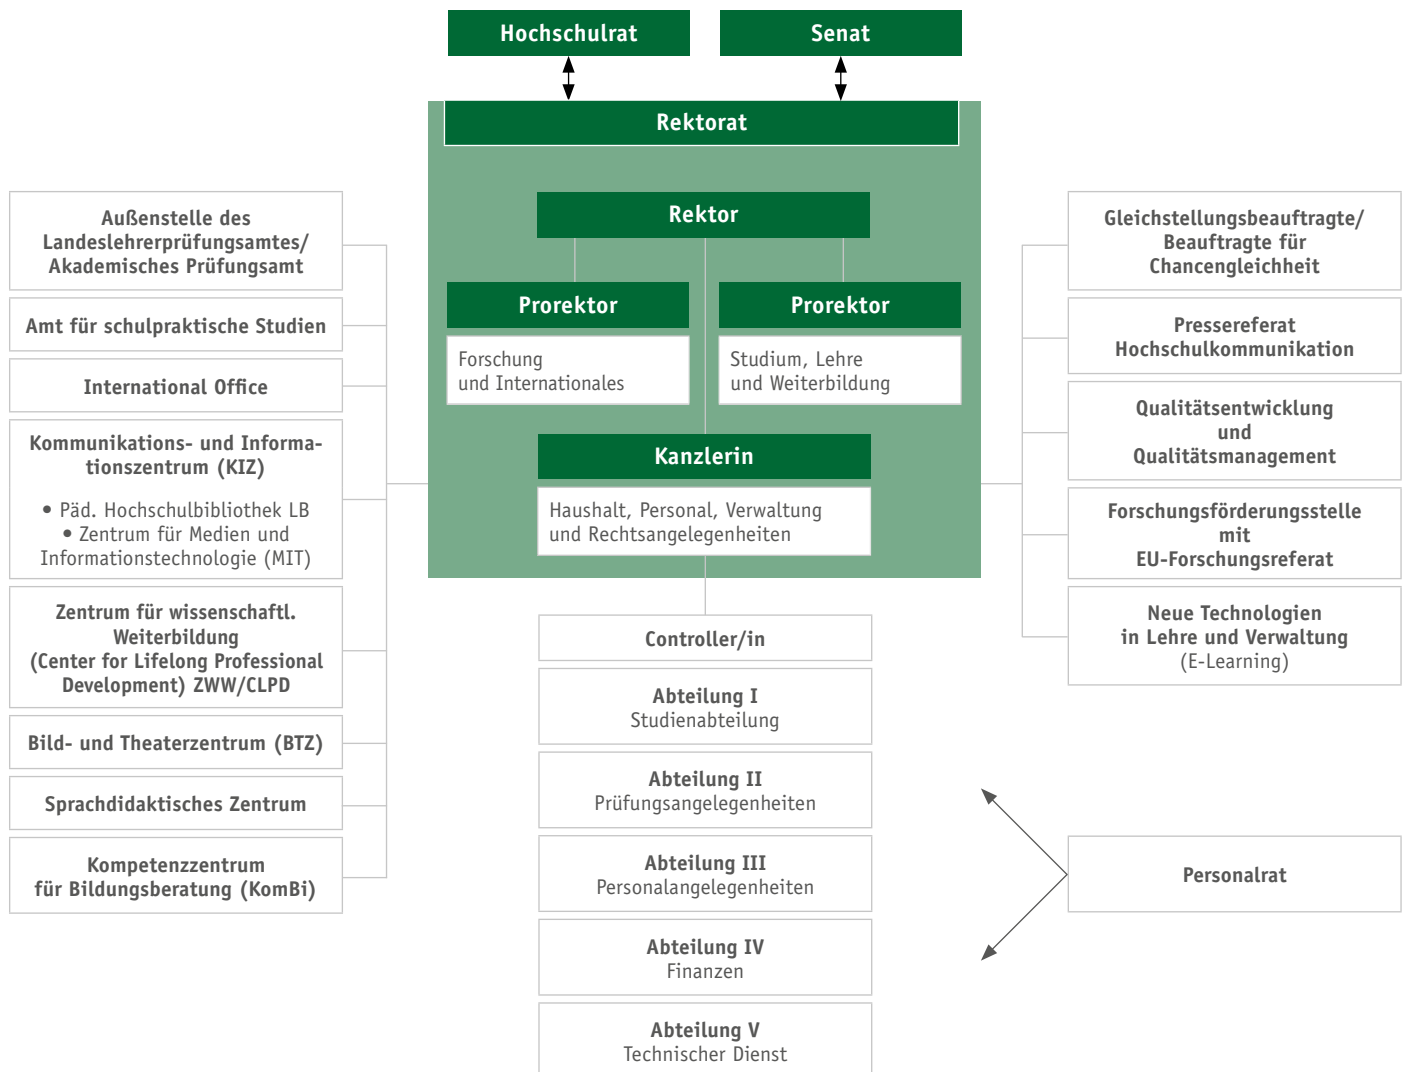 Hochschulrat
Senat
Rektorat
Rektor
Prorektor
Forschung
und Internationales
Prorektor
Studium, Lehre
und Weiterbildung
Kanzlerin
Haushalt, Personal, Verwaltung
und Rechtsangelegenheiten
Außenstelle des
Landeslehrerprüfungsamtes/
Akademisches Prüfungsamt
Amt für schulpraktische Studien
International Office
Kommunikations- und Informa-
tionszentrum (KIZ)
• Päd. Hochschulbibliothek LB
• Zentrum für Medien und
Informationstechnologie (MIT)
Zentrum für wissenschaftl.
Weiterbildung
(Center for Lifelong Professional
Development) ZWW/CLPD
Bild- und Theaterzentrum (BTZ)
Sprachdidaktisches Zentrum
Kompetenzzentrum
für Bildungsberatung (KomBi)
Controller/in
Abteilung I
Studienabteilung
Abteilung II
Prüfungsangelegenheiten
Abteilung III
Personalangelegenheiten
Abteilung IV
Finanzen
Abteilung V
Technischer Dienst
Gleichstellungsbeauftragte/
Beauftragte für
Chancengleichheit
Pressereferat
Hochschulkommunikation
Qualitätsentwicklung
und
Qualitätsmanagement
Forschungsförderungsstelle
mit
EU-Forschungsreferat
Neue Technologien
in Lehre und Verwaltung
(E-Learning)
Personalrat